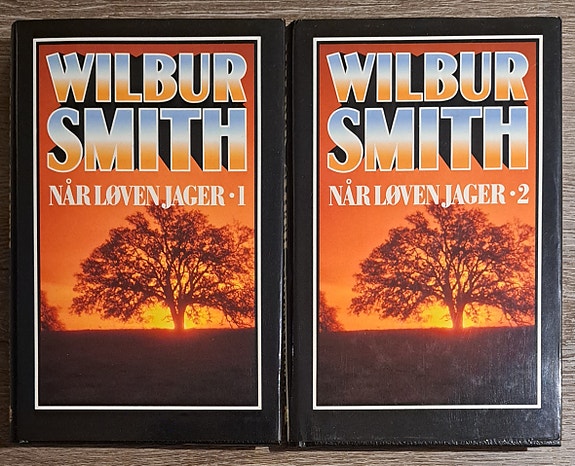 WILBUR
SMITH
NÅR LØVEN JAGER • 1
WILBUR
SMITH
NÅR LØVEN JAGER • 2